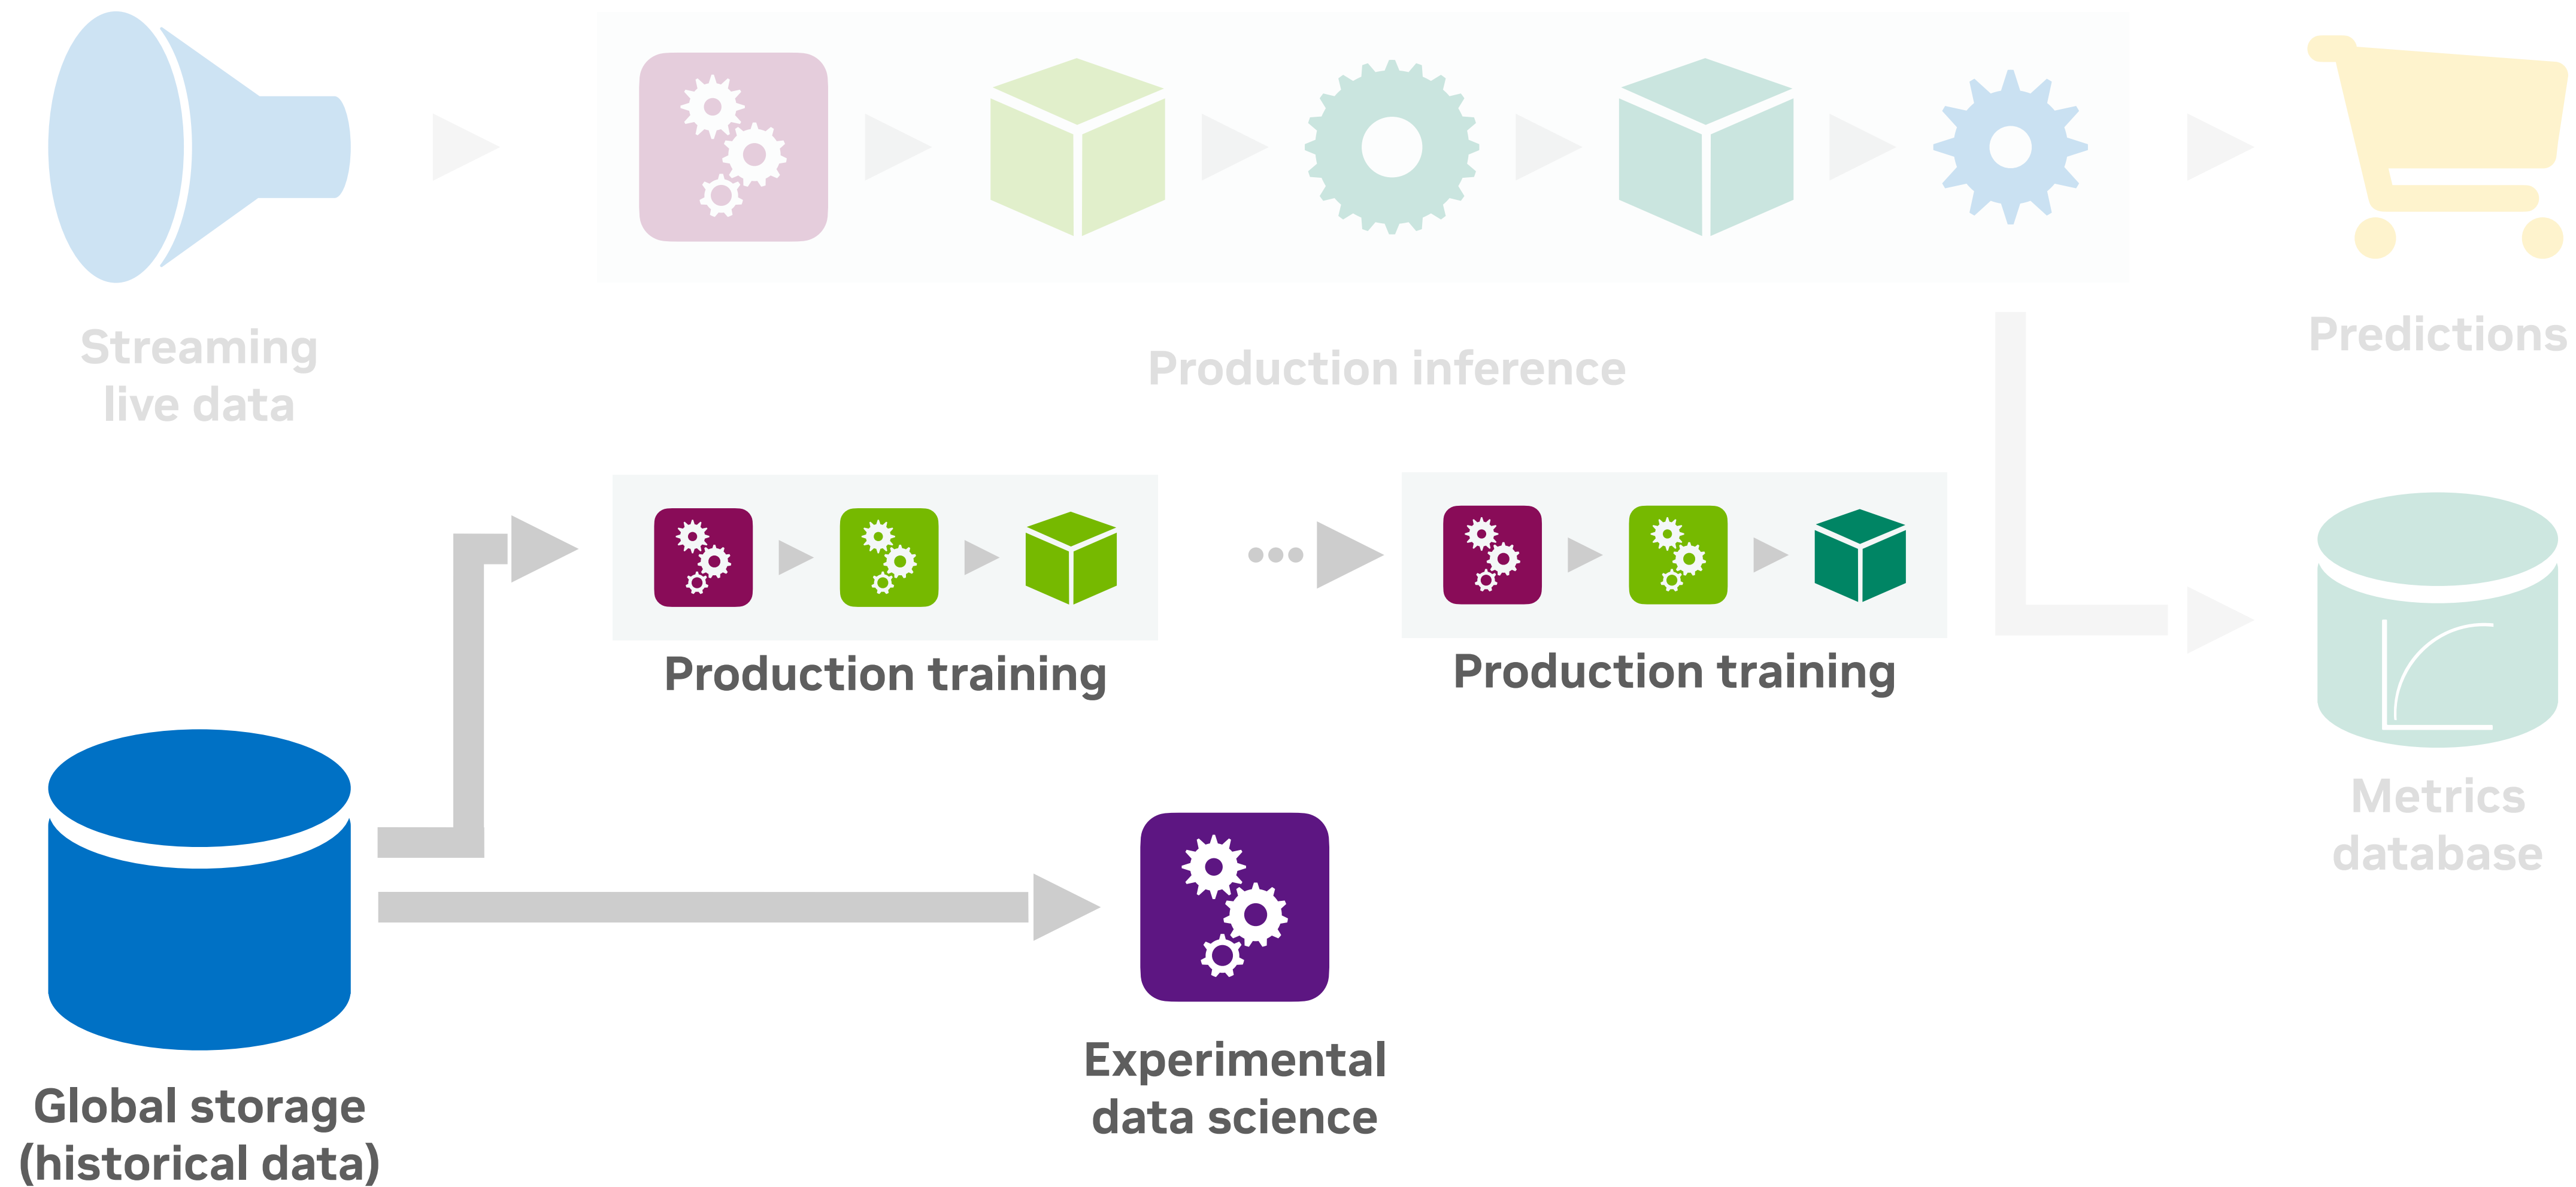 Streaming
live data
Production inference
Predictions
Production training
Production training
Metrics
database
Experimental
data science
Global storage
(historical data)